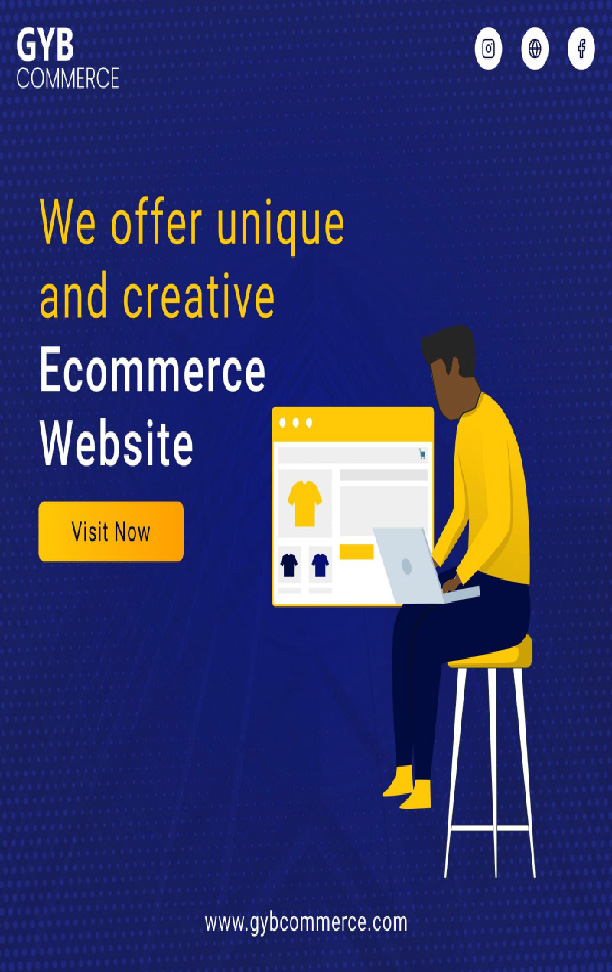 GYB
COMMERCE
We offer unique
and creative
Ecommerce
Website
Visit Now
www.gybcommerce.com